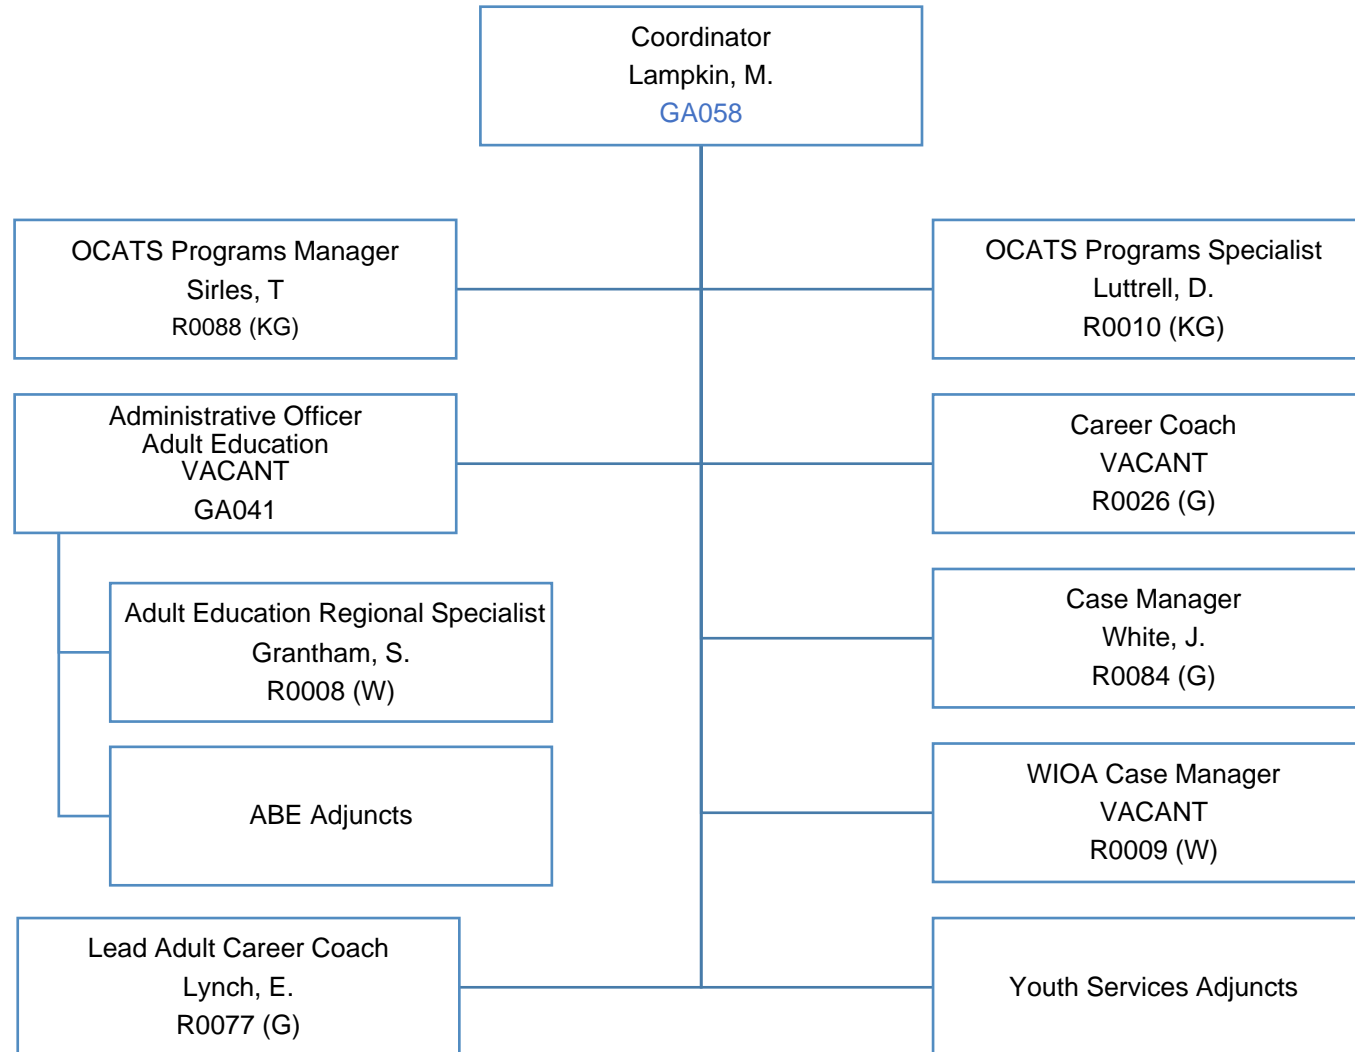 Coordinator
Lampkin, M.
GA058
OCATS Programs Manager
Sirles, T
R0088 (KG)
OCATS Programs Specialist
Luttrell, D.
R0010 (KG)
Administrative Officer
Adult Education
VACANT
GA041
Career Coach
VACANT
R0026 (G)
Adult Education Regional Specialist
Grantham, S.
R0008 (W)
Case Manager
White, J.
R0084 (G)
ABE Adjuncts
WIOA Case Manager
VACANT
R0009 (W)
Lead Adult Career Coach
Lynch, E.
R0077 (G)
Youth Services Adjuncts